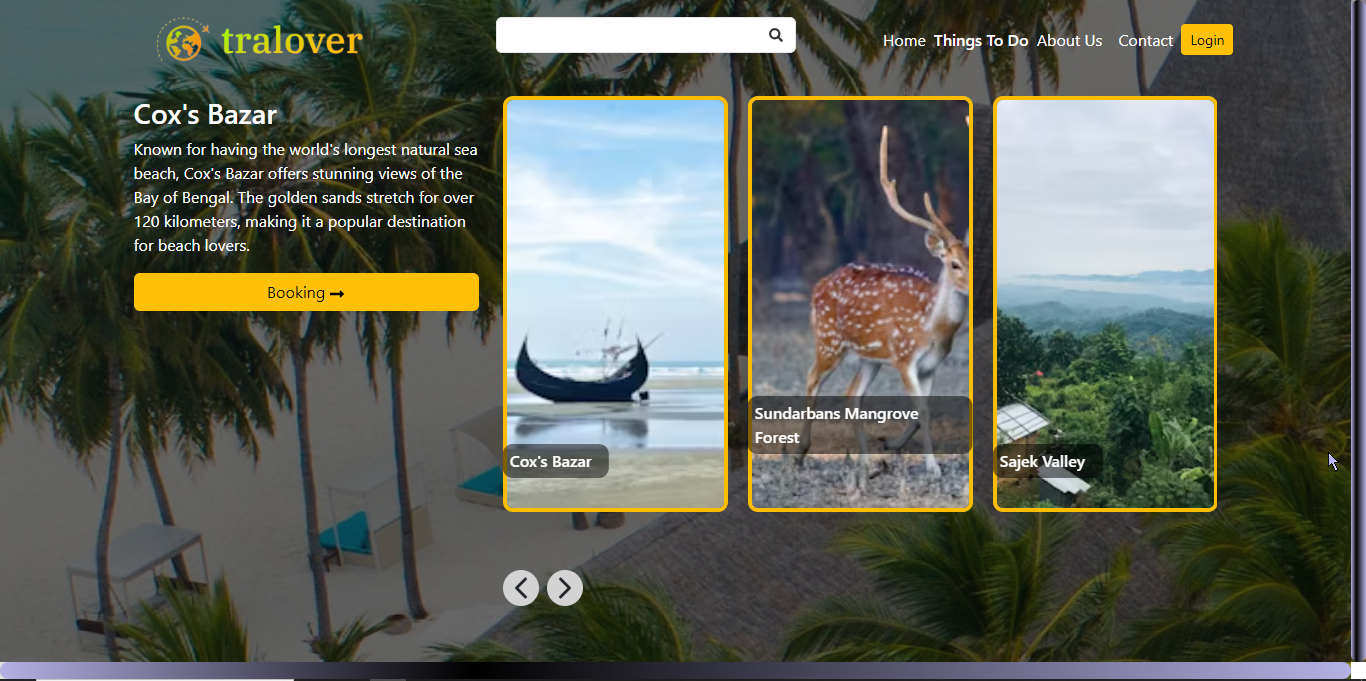 tralover
Home Things To Do About Us Contact Login
Cox's Bazar
Known for having the world's longest natural sea
beach, Cox's Bazar offers stunning views of the
Bay of Bengal. The golden sands stretch for over
120 kilometers, making it a popular destination
for beach lovers.
Booking
Cox's Bazar
Sundarbans Mangrove
Forest
Sajek Valley